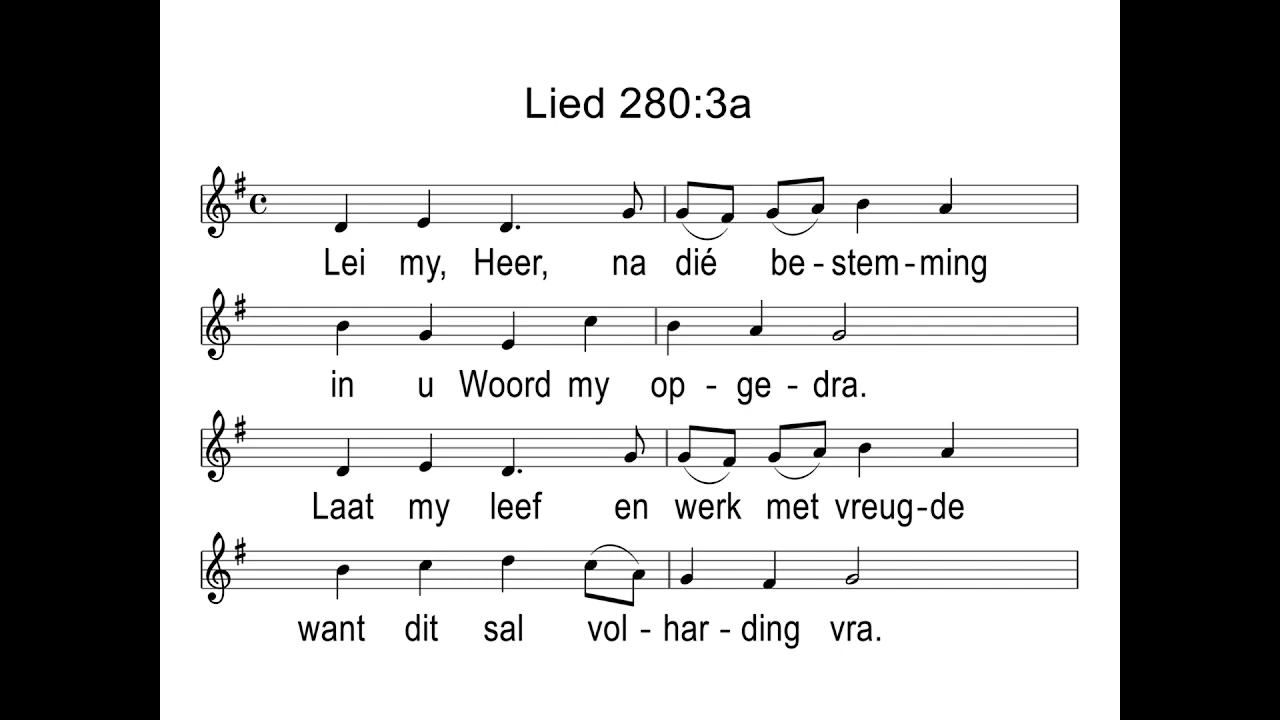 Lied 280:3a
Lei my, Heer, na dié be - stem - ming
in u Woord my op - ge - dra.
Laat my leef en werk met vreug - de
want dit sal vol - har - ding vra.